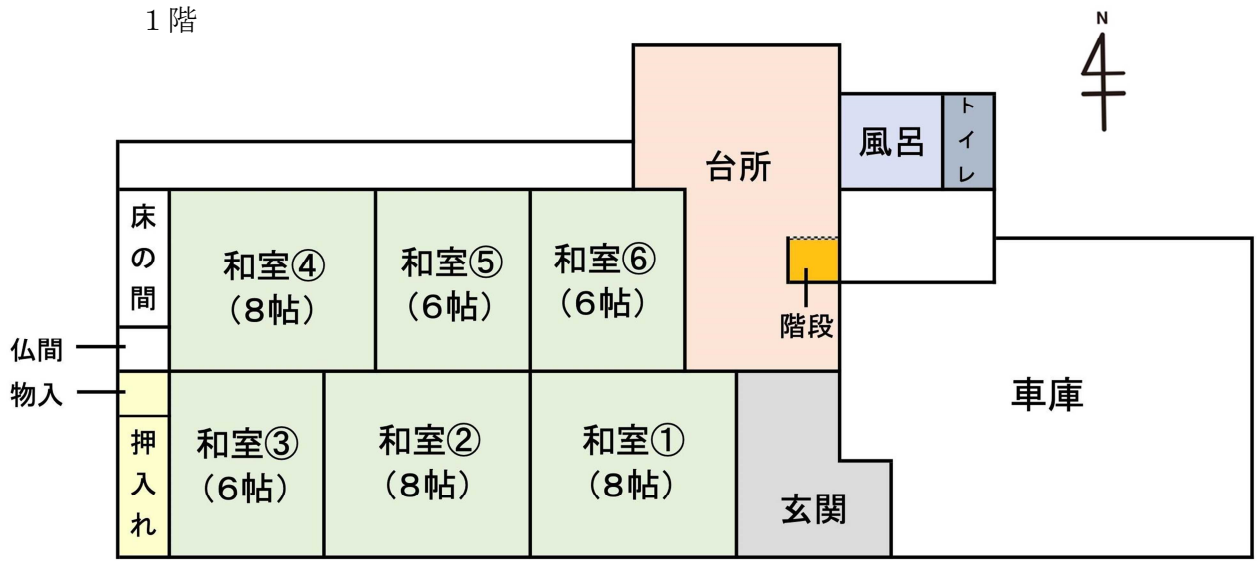 1階
N
台所
風呂
トイレ
床の間
和室④
(8帖)
和室⑤
(6帖)
和室⑥
(6帖)
階段
仏間
物入
押入れ
和室③
(6帖)
和室②
(8帖)
和室①
(8帖)
玄関
車庫